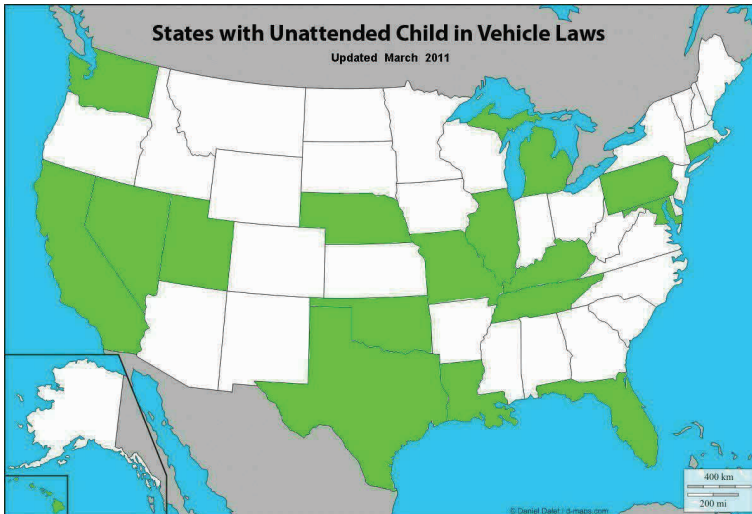 States with Unattended Child in Vehicle Laws
Updated March 2011
400 km
200 mi
© Daniel Dalet / d-maps.com